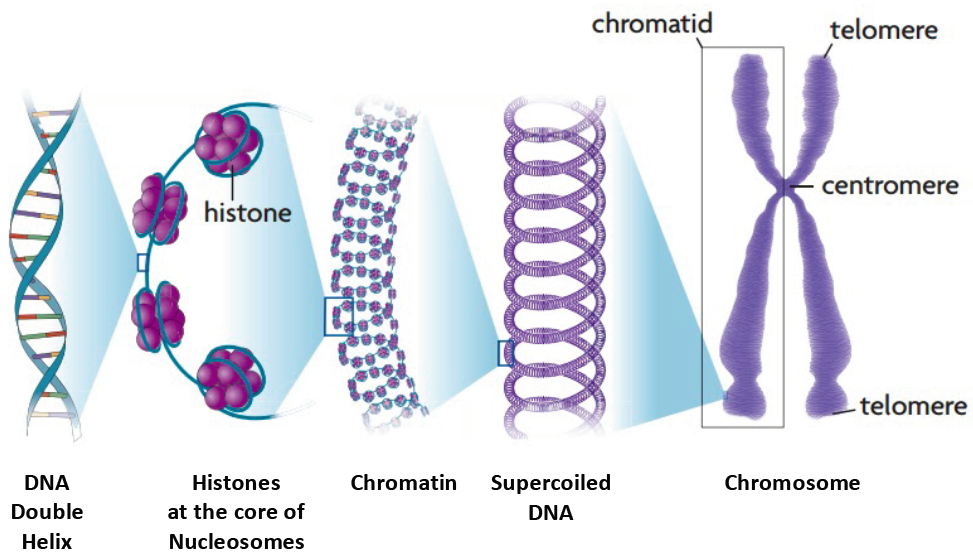 chromatid
telomere
histone
centromere
telomere
DNA
Double
Helix
Histones
at the core of
Nucleosomes
Chromatin
Supercoiled
DNA
Chromosome